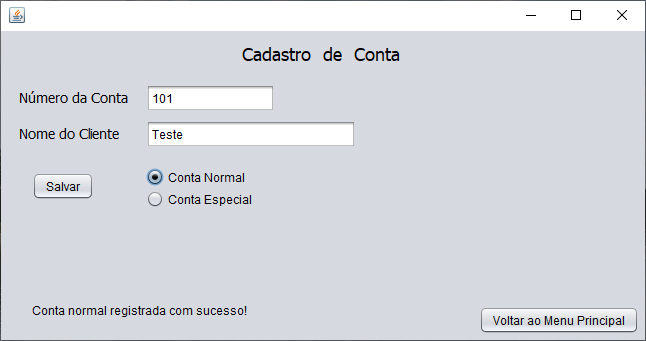 Cadastro de Conta
Número da Conta 101
Nome do Cliente Teste
Salvar
Conta Normal
Conta Especial
Conta normal registrada com sucesso!
Voltar ao Menu Principal